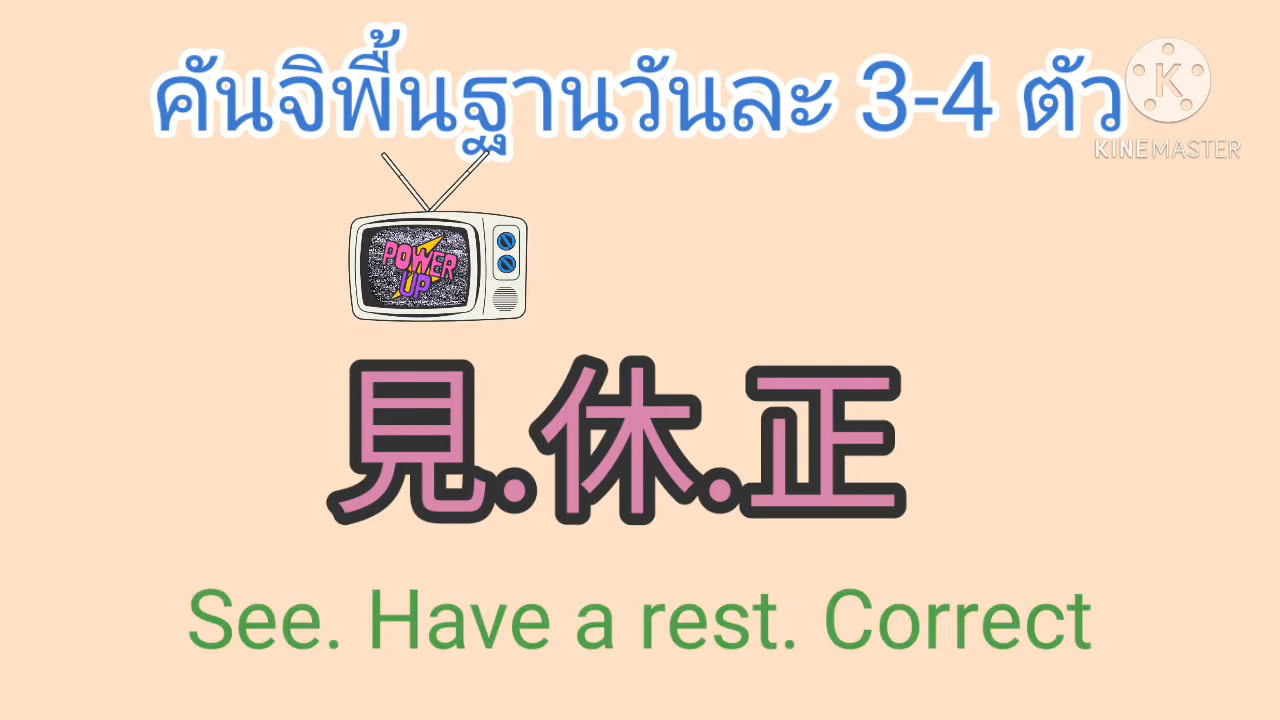 คันจิพื้นฐานวันละ 3-4 ตัว
K
KINEMASTER
POWER
UP
見.休.正
See. Have a rest. Correct